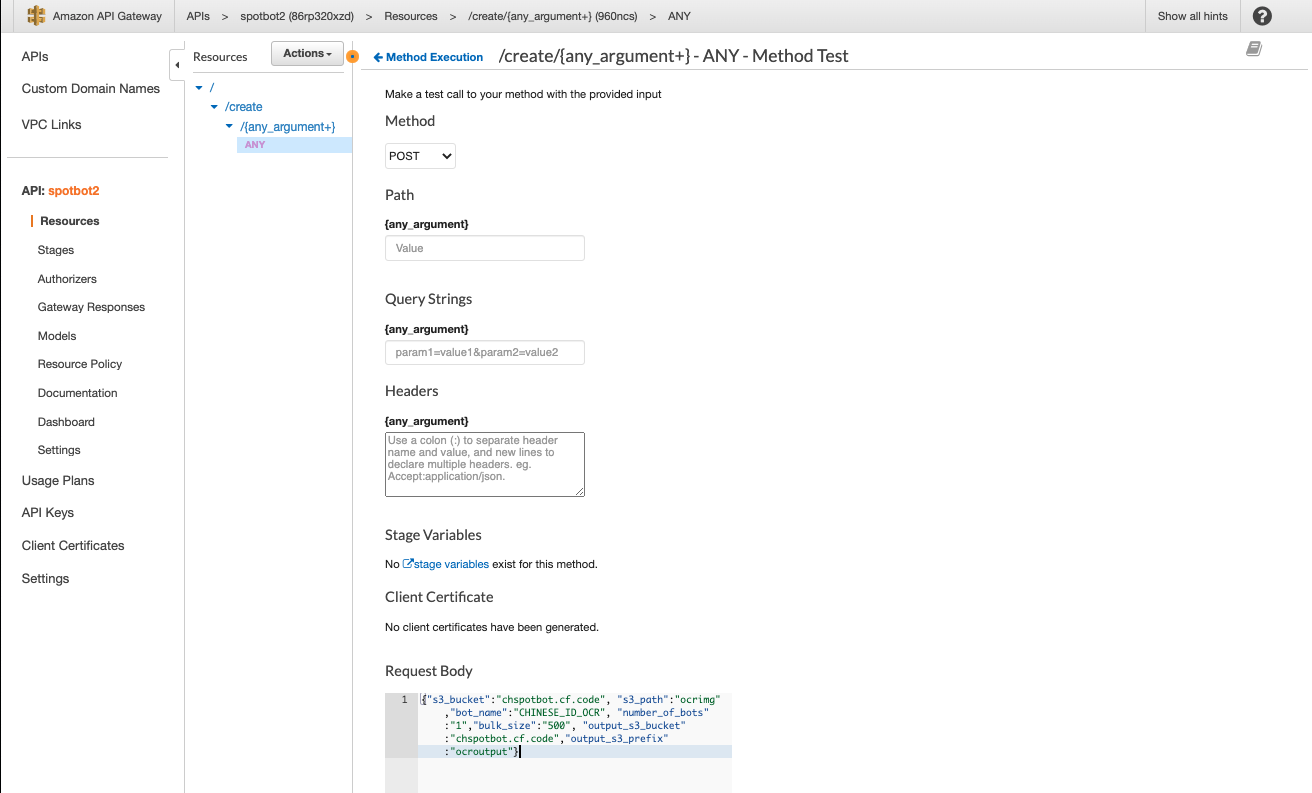 Amazon API Gateway APIs > spotbot2 (86rp320xzd) > Resources > /create/{any_argument+} (960ncs) > ANY Show all hints ?
APIs
Custom Domain Names
VPC Links
API: spotbot2
Resources
Stages
Authorizers
Gateway Responses
Models
Resource Policy
Documentation
Dashboard
Settings
Usage Plans
API Keys
Client Certificates
Settings
Resources Actions
/
/create
/{any_argument+}
ANY
Method Execution /create/{any_argument+} - ANY - Method Test
Make a test call to your method with the provided input
Method
POST
Path
{any_argument}
Value
Query Strings
{any_argument}
param1=value1&param2=value2
Headers
{any_argument}
Use a colon (:) to separate header
name and value, and new lines to
declare multiple headers. eg.
Accept:application/json.
Stage Variables
No stage variables exist for this method.
Client Certificate
No client certificates have been generated.
Request Body
1 {"s3_bucket":"chspotbot.cf.code", "s3_path":"ocrimg"
,"bot_name":"CHINESE_ID_OCR", "number_of_bots"
:"1","bulk_size":"500", "output_s3_bucket"
:"chspotbot.cf.code","output_s3_prefix"
:"ocroutput"}